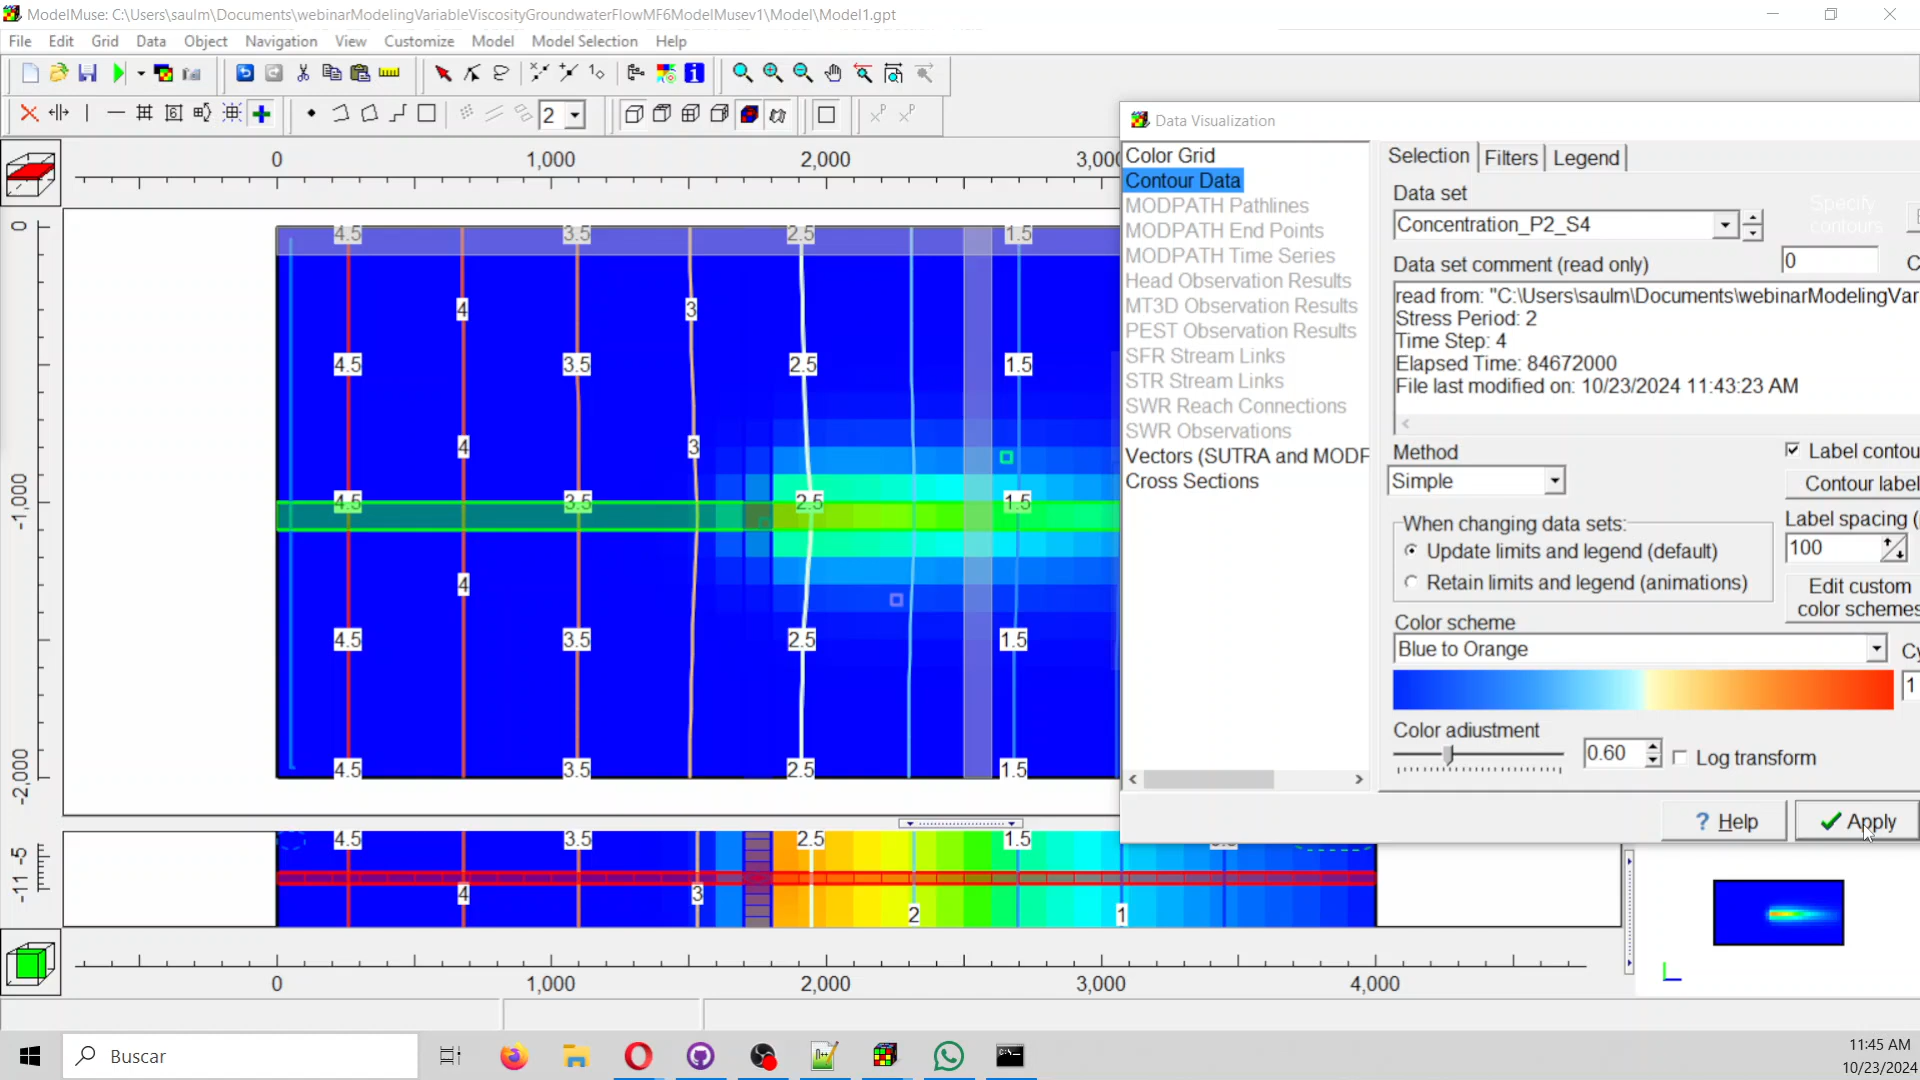 ModelMuse: C:\Users\saulm\Documents\webinarModelingVariableViscosityGroundwaterFlowMF6ModelMusev1\Model\Model1.gpt
File Edit Grid Data Object Navigation View Customize Model Model Selection Help
2
Data Visualization
0 1,000 2,000 3,000
Color Grid
Contour Data
MODPATH Pathlines
MODPATH End Points
MODPATH Time Series
Head Observation Results
MT3D Observation Results
PEST Observation Results
SFR Stream Links
STR Stream Links
SWR Reach Connections
SWR Observations
Vectors (SUTRA and MODF
Cross Sections
Selection Filters Legend
Data set
Specify
contours
Concentration_P2_S4
Data set comment (read only)
0
C
read from: "C:\Users\saulm\Documents\webinarModelingVar
Stress Period: 2
Time Step: 4
Elapsed Time: 84672000
File last modified on: 10/23/2024 11:43:23 AM
Method
Label contou
Simple
Contour label
When changing data sets:
Label spacing (
Update limits and legend (default)
100
Retain limits and legend (animations)
Edit custom
color schemes
Color scheme
Blue to Orange
Cy
1
Color adjustment
0.60
Log transform
? Help
Apply
0
-1,000
-2,000
4.5 3.5 2.5 1.5
4 3
4.5 3.5 2.5 1.5
4 3
4.5 3.5 2.5 1.5
4
4.5 3.5 2.5 1.5
4.5 3.5 2.5 1.5
-5
-11
4.5 3.5 2.5 1.5
4 3
2 1
0 1,000 2,000 3,000 4,000
Buscar
11:45 AM
10/23/2024